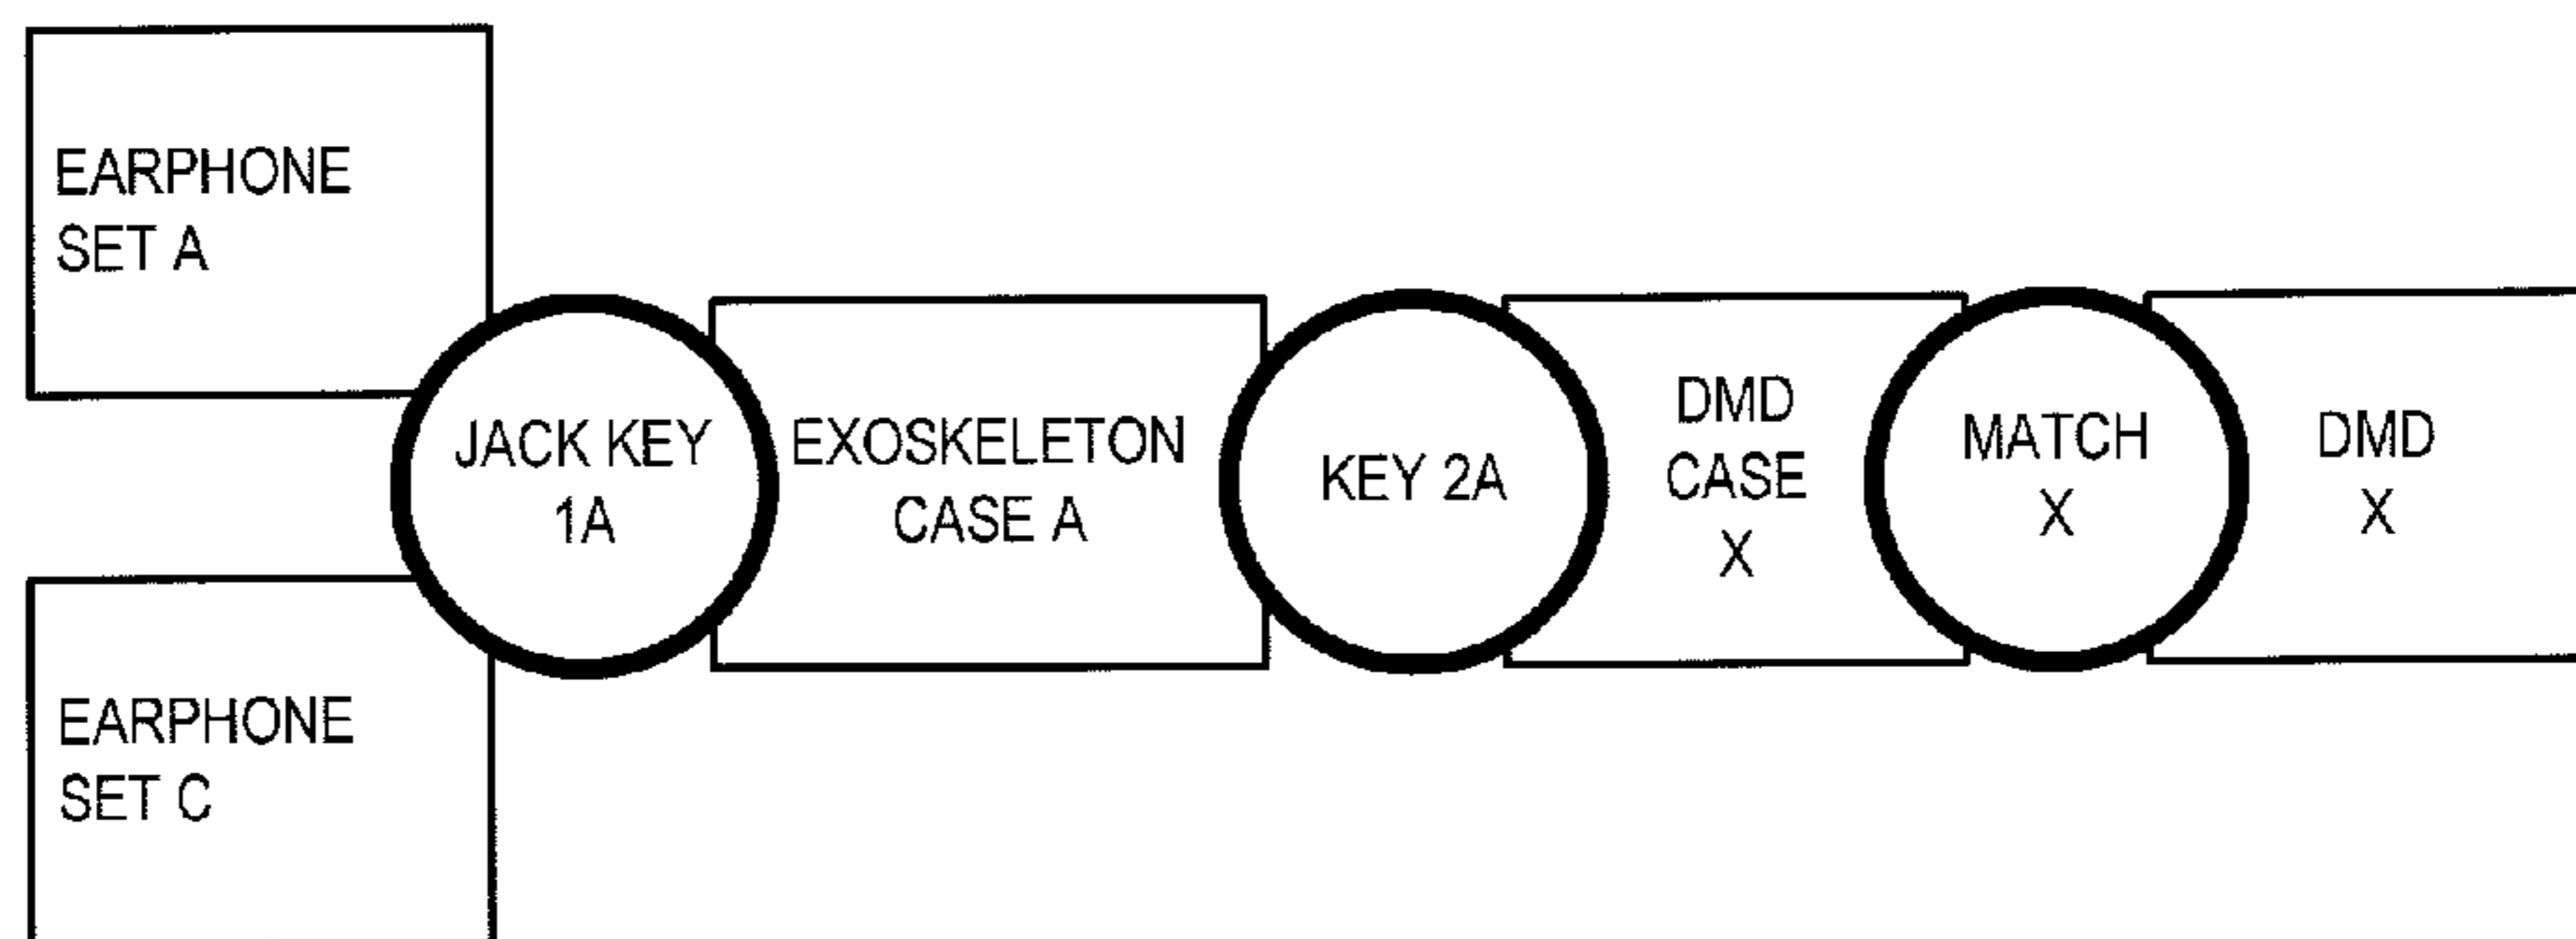 EARPHONE
SET A
JACK KEY
1A
EXOSKELETON
CASE A
KEY 2A
DMD
CASE
X
MATCH
X
DMD
X
EARPHONE
SET C